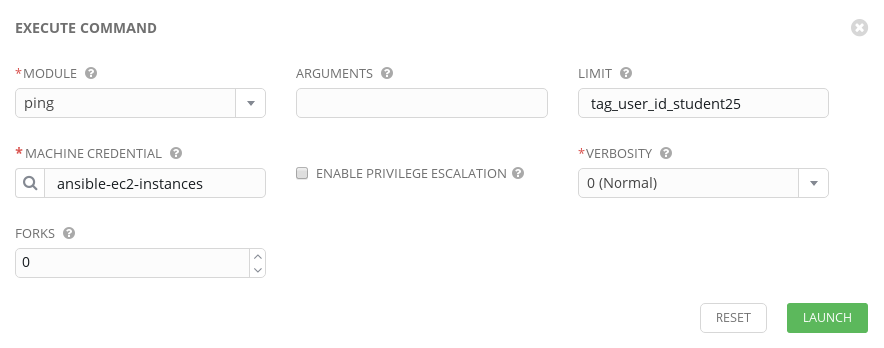 EXECUTE COMMAND
*MODULE
ARGUMENTS
LIMIT
ping
tag_user_id_student25
*MACHINE CREDENTIAL
ENABLE PRIVILEGE ESCALATION
*VERBOSITY
ansible-ec2-instances
0 (Normal)
FORKS
0
RESET
LAUNCH